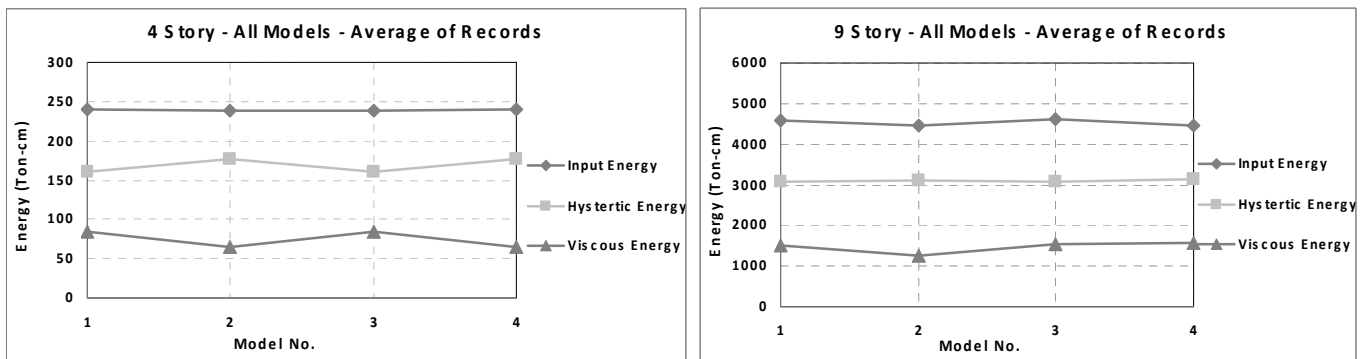 4 Story - All Models - Average of Records
300
250
200
150
100
50
0
Energy (Ton-cm)
1 2 3 4
Model No.
Input Energy
Hystertic Energy
Viscous Energy
9 Story - All Models - Average of Records
6000
5000
4000
3000
2000
1000
0
Energy (Ton-cm)
1 2 3 4
Model No.
Input Energy
Hystertic Energy
Viscous Energy